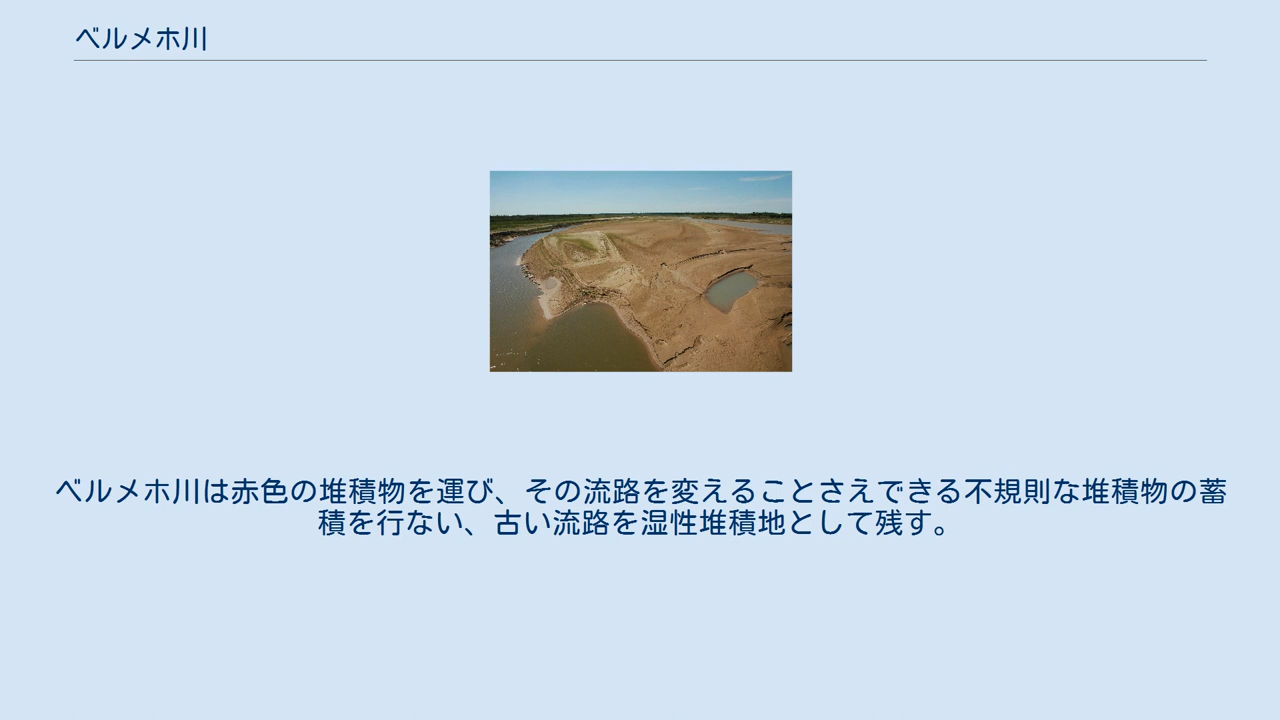 ベルメホ川
ベルメホ川は赤色の堆積物を運び、その流路を変えることさえできる不規則な堆積物の蓄
積を行ない、古い流路を湿性堆積地として残す。